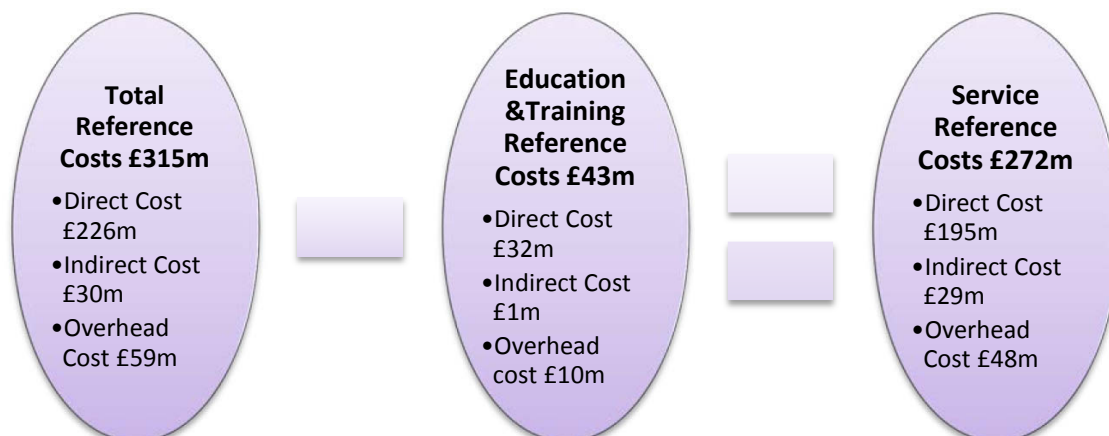 Total
Reference
Costs £315m
•Direct Cost
£226m
•Indirect Cost
£30m
•Overhead
Cost £59m
Education
&Training
Reference
Costs £43m
•Direct Cost
£32m
•Indirect Cost
£1m
•Overhead
cost £10m
Service
Reference
Costs £272m
•Direct Cost
£195m
•Indirect Cost
£29m
•Overhead
Cost £48m